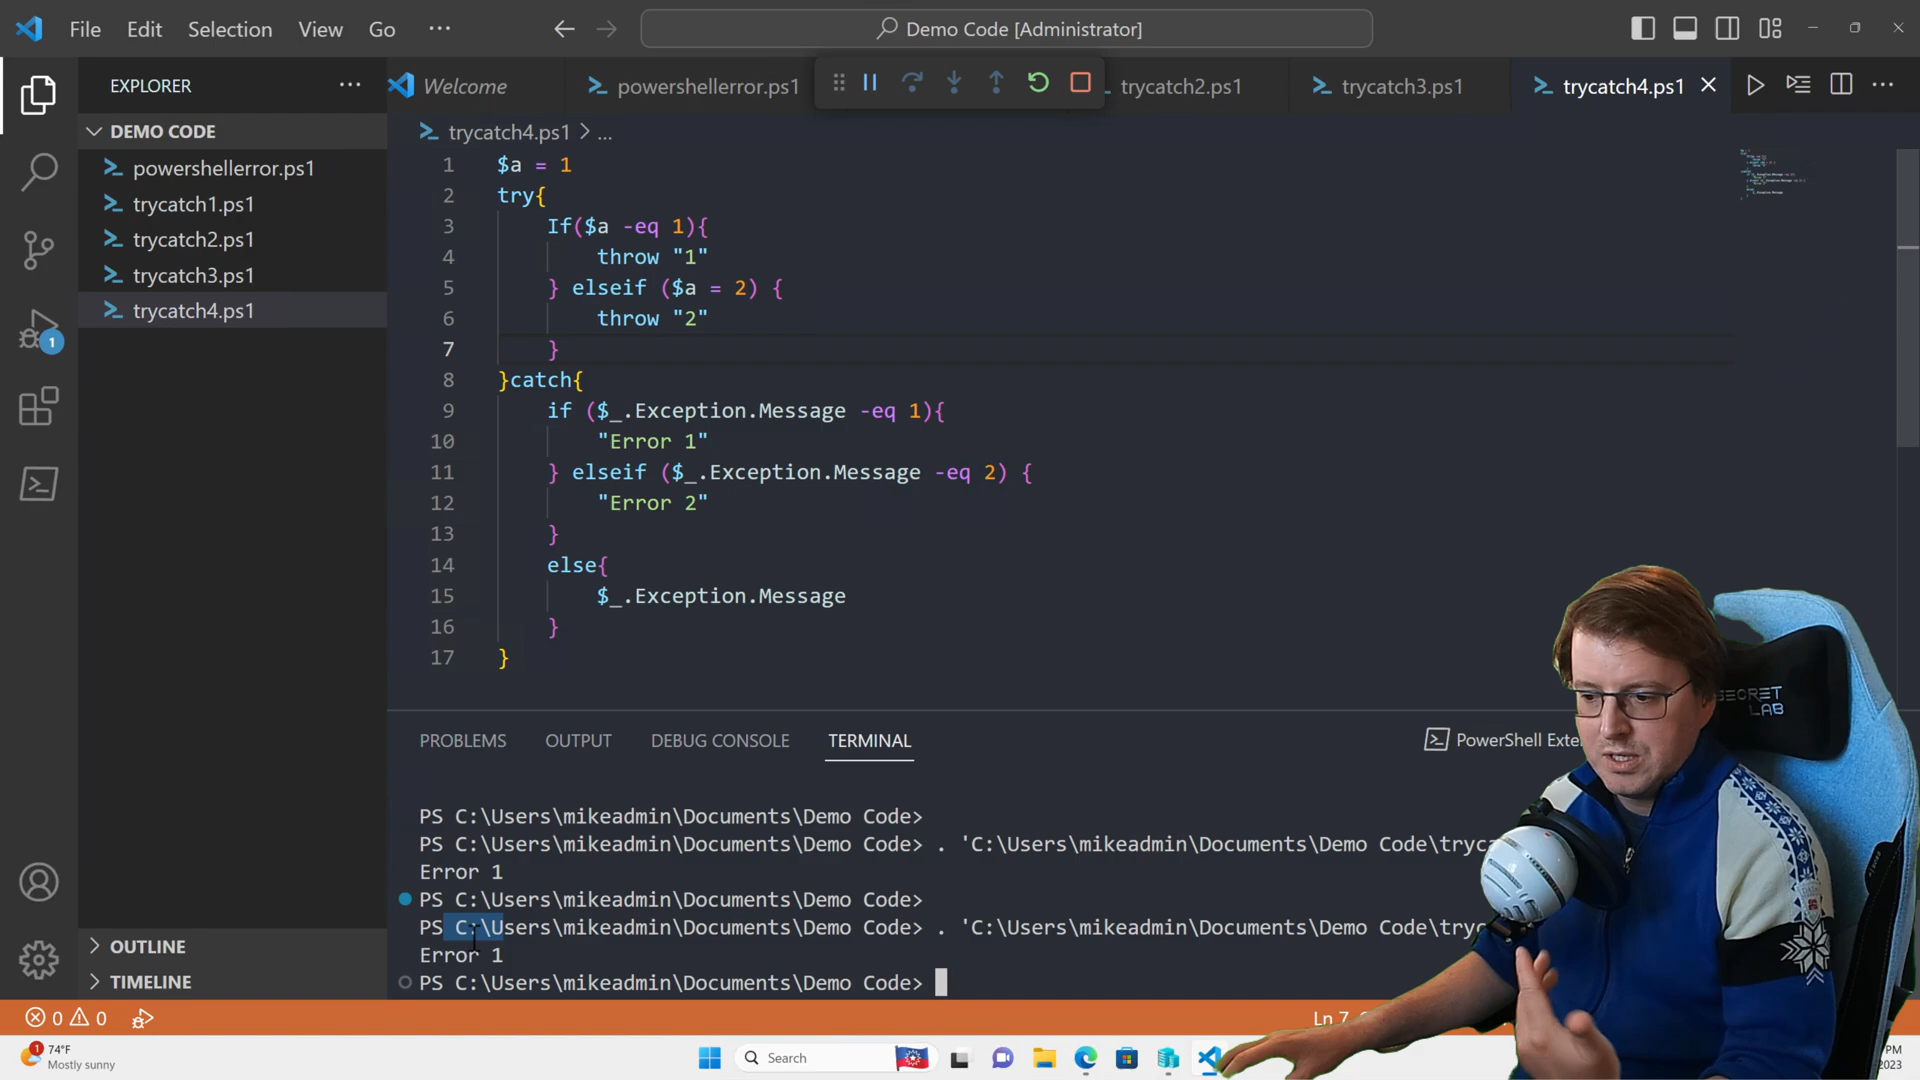 File Edit Selection View Go ··· Demo Code [Administrator]
EXPLORER ···
Welcome powershellerror.ps1 trycatch2.ps1 trycatch3.ps1 trycatch4.ps1
DEMO CODE
powershellerror.ps1
trycatch1.ps1
trycatch2.ps1
trycatch3.ps1
trycatch4.ps1
1
OUTLINE
TIMELINE
trycatch4.ps1 > ...
1 $a = 1
2 try{
3 If($a -eq 1){
4 throw "1"
5 } elseif ($a = 2) {
6 throw "2"
7 }
8 }catch{
9 if ($_.Exception.Message -eq 1){
10 "Error 1"
11 } elseif ($_.Exception.Message -eq 2) {
12 "Error 2"
13 }
14 else{
15 $_.Exception.Message
16 }
17 }
PROBLEMS OUTPUT DEBUG CONSOLE TERMINAL PowerShell
PS C:\Users\mikeadmin\Documents\Demo Code>
PS C:\Users\mikeadmin\Documents\Demo Code> . 'C:\Users\mikeadmin\Documents\Demo Code\
Error 1
PS C:\Users\mikeadmin\Documents\Demo Code>
PS C:\Users\mikeadmin\Documents\Demo Code> . 'C:\Users\mikeadmin\Documents\Demo Code\
Error 1
PS C:\Users\mikeadmin\Documents\Demo Code>
SECRET
LAB
0 0 Ln 7,
1 74°F
Mostly sunny
Search
PM
2023